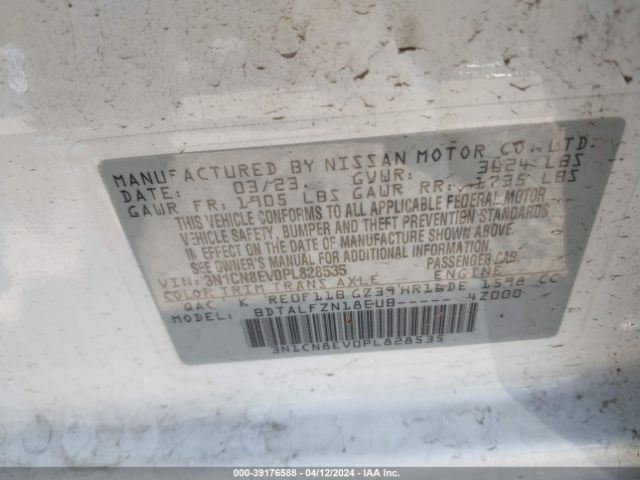 MANUFACTURED BY NISSAN MOTOR CO., LTD.
DATE: 03/23. GVWR: 3624 LBS
GAWR FR: 1905 LBS GAWR RR: 1735 LBS
THIS VEHICLE CONFORMS TO ALL APPLICABLE FEDERAL MOTOR
VEHICLE SAFETY, BUMPER AND THEFT PREVENTION STANDARDS
IN EFFECT ON THE DATE OF MANUFACTURE SHOWN ABOVE.
SEE OWNER'S MANUAL FOR ADDITIONAL INFORMATION.
VIN: 3N1CN8EV0PL828535 PASSENGER CAR
COLOR TRIM TRANS AXLE ENGINE
QAC K RE0F11B GZ39 HR16DE 1598 CC
BDTALFZN18EUB----- 4Z000
3N1CN8EV0PL828535
000-39176588 - 04/12/2024 - IAA Inc.